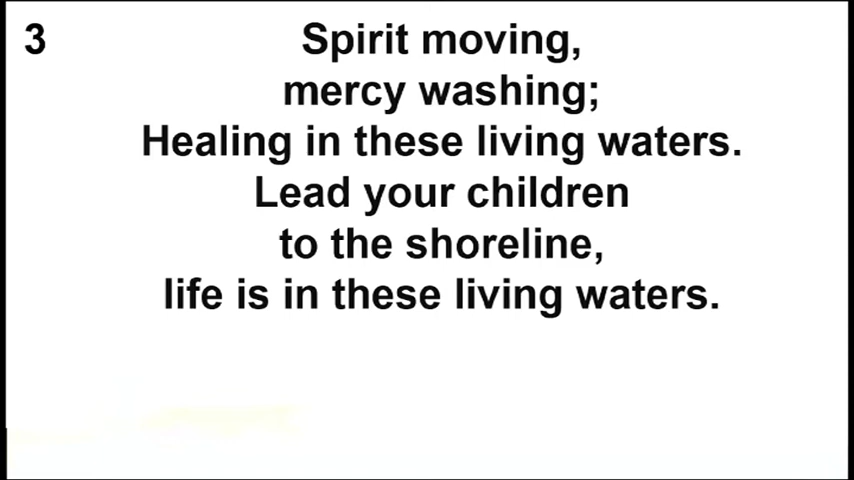 3
Spirit moving,
mercy washing;
Healing in these living waters.
Lead your children
to the shoreline,
life is in these living waters.